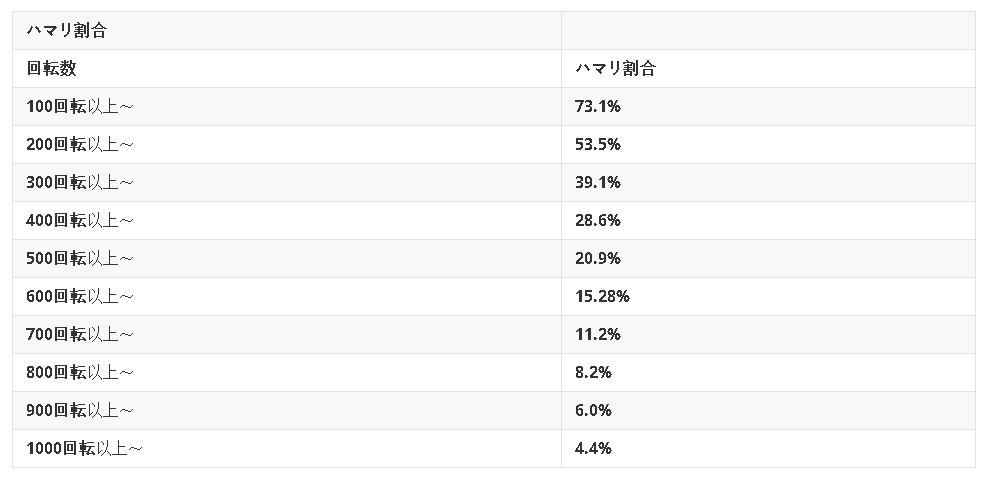 ハマリ割合
回転数 ハマリ割合
100回転以上～ 73.1%
200回転以上～ 53.5%
300回転以上～ 39.1%
400回転以上～ 28.6%
500回転以上～ 20.9%
600回転以上～ 15.28%
700回転以上～ 11.2%
800回転以上～ 8.2%
900回転以上～ 6.0%
1000回転以上～ 4.4%